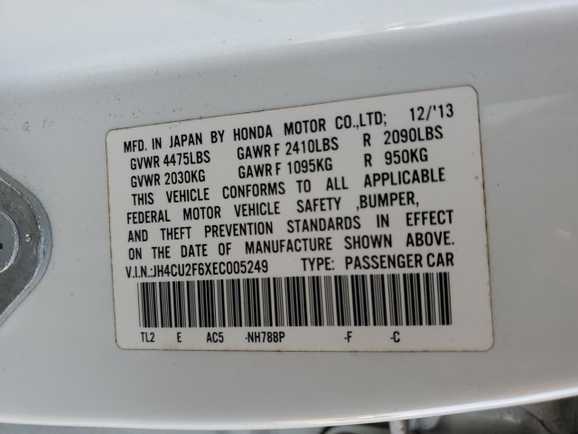 MFD. IN JAPAN BY HONDA MOTOR CO.,LTD; 12/'13
GVWR 4475LBS GAWR F 2410LBS R 2090LBS
GVWR 2030KG GAWR F 1095KG R 950KG
THIS VEHICLE CONFORMS TO ALL APPLICABLE
FEDERAL MOTOR VEHICLE SAFETY ,BUMPER,
AND THEFT PREVENTION STANDARDS IN EFFECT
ON THE DATE OF MANUFACTURE SHOWN ABOVE.
V.I.N.:JH4CU2F6XEC005249 TYPE: PASSENGER CAR
TL2 E AC5 -NH788P -F -C